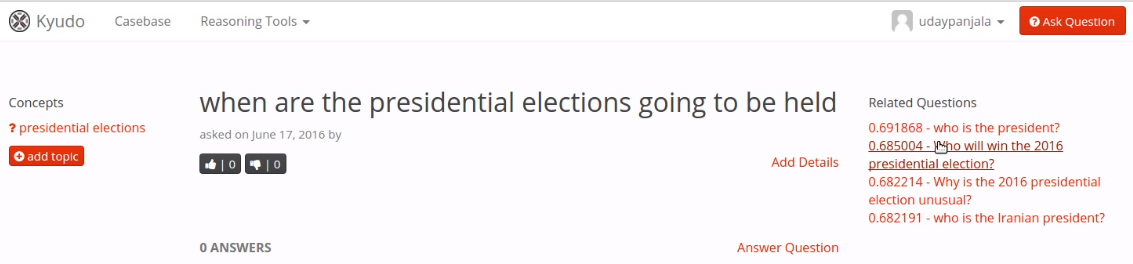 Kyudo Casebase Reasoning Tools udaypanjala Ask Question
Concepts
? presidential elections
add topic
when are the presidential elections going to be held
asked on June 17, 2016 by
| 0 | 0
Add Details
0 ANSWERS
Answer Question
Related Questions
0.691868 - who is the president?
0.685004 - Who will win the 2016
presidential election?
0.682214 - Why is the 2016 presidential
election unusual?
0.682191 - who is the Iranian president?